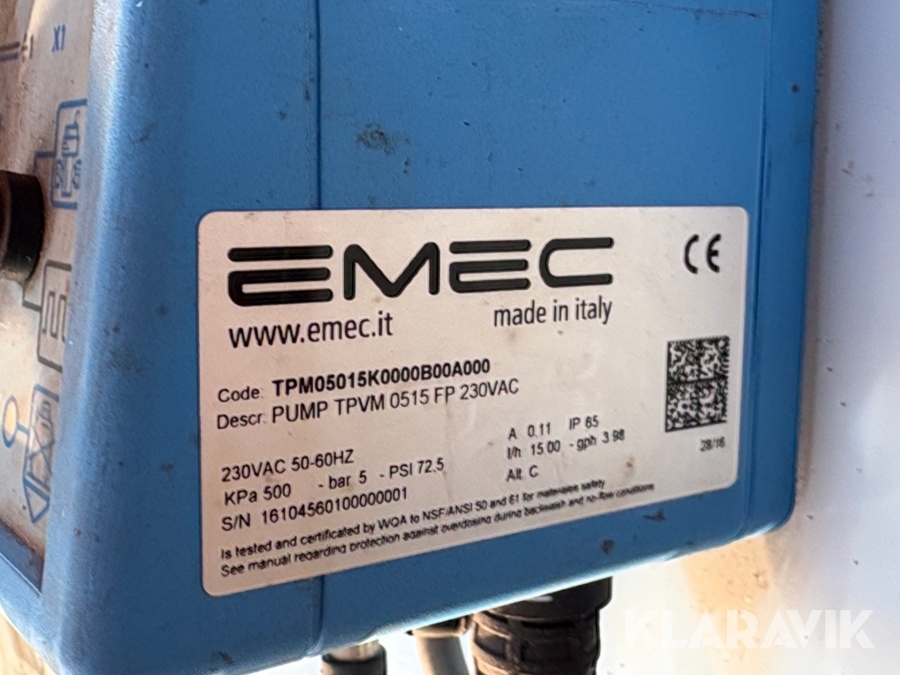 X1
EMEC
CE
www.emec.it
made in italy
Code: TPM05015K0000B00A000
Descr: PUMP TPVM 0515 FP 230VAC
230VAC 50-60HZ
A 0.11 IP 65
KPa 500 - bar 5 - PSI 72,5
l/h 15.00 - gph 3.98
S/N 16104560100000001
Alt. C
28/16
Is tested and certificated by WQA to NSF/ANSI 50 and 61 for materials safety
See manual regarding protection against overdosing during backwash and no-flow conditions
KLARAVIK